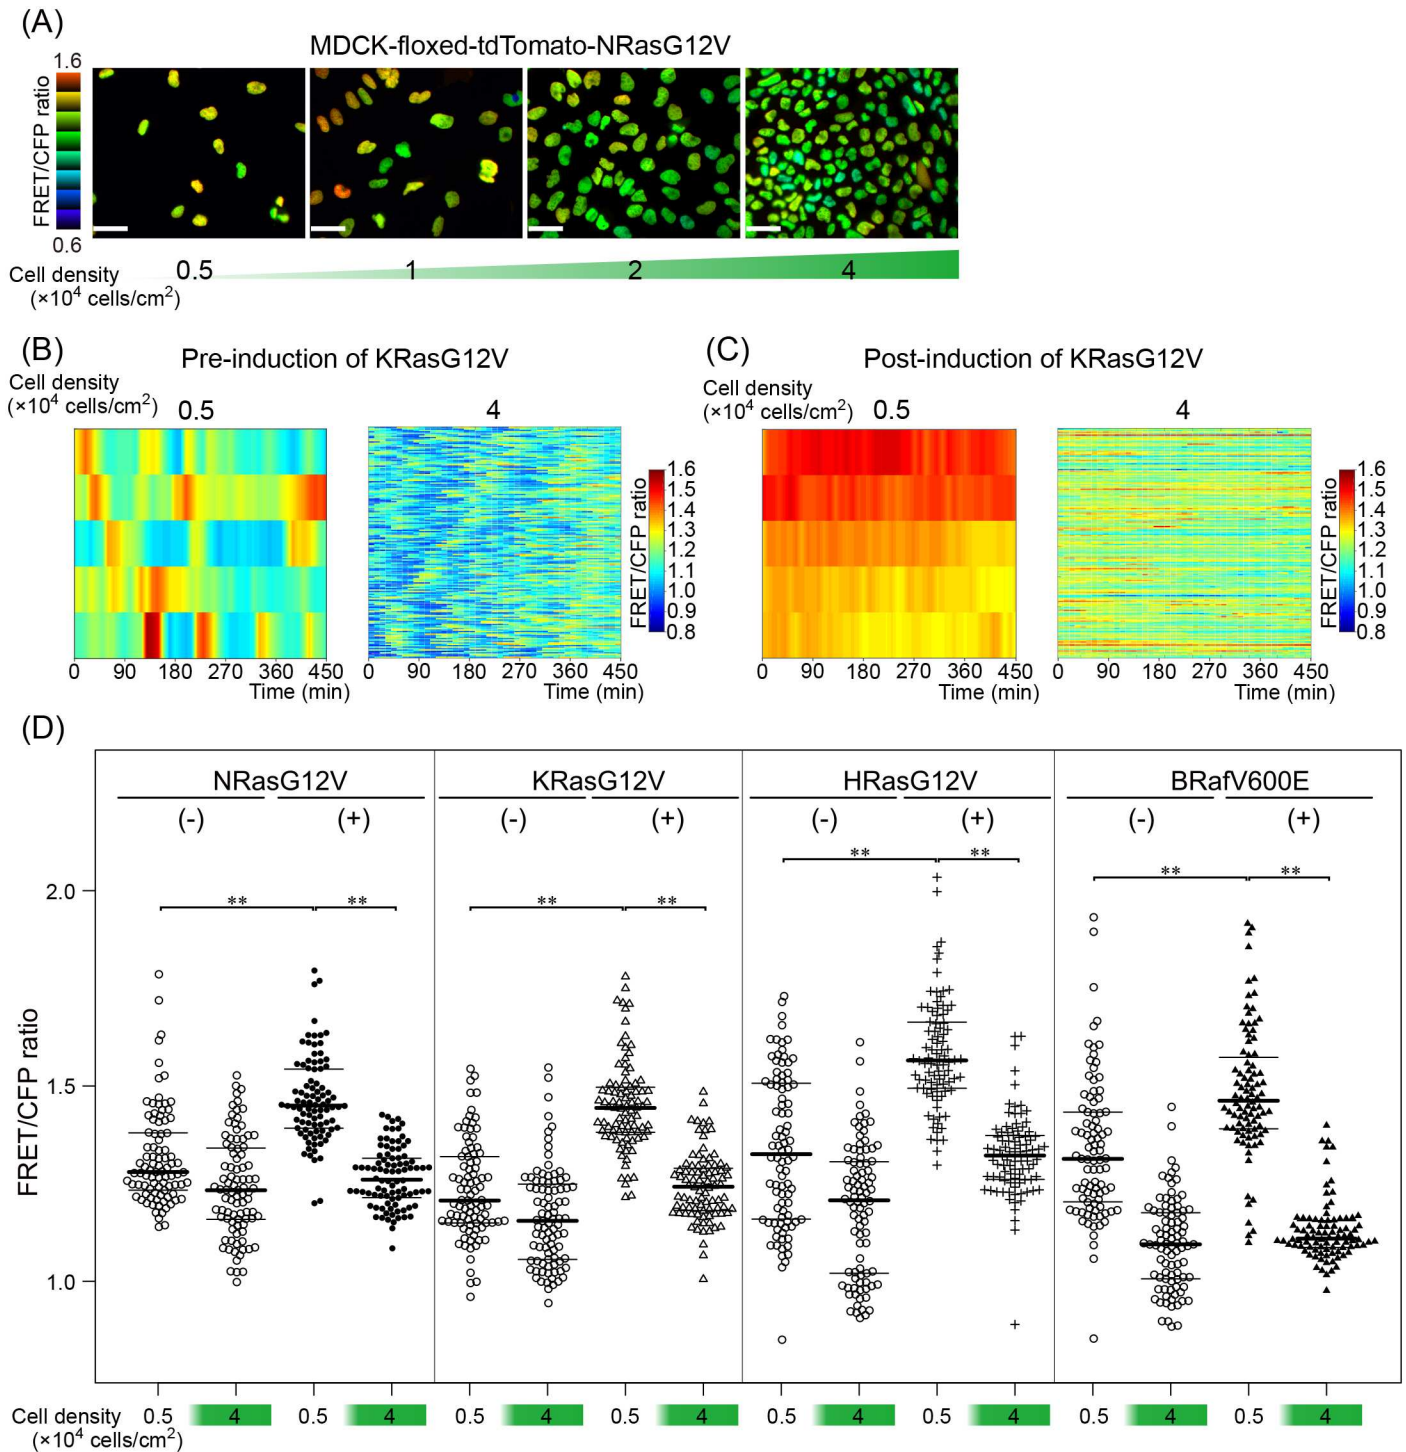 (A)
MDCK-floxed-tdTomato-NRasG12V
1.6
FRET/CFP ratio
0.6
Cell density
(×10⁴ cells/cm²)
0.5 1 2 4
(B)
Pre-induction of KRasG12V
Cell density
(×10⁴ cells/cm²) 0.5 4
0 90 180 270 360 450
Time (min)
0 90 180 270 360 450
Time (min)
FRET/CFP ratio
1.6
1.5
1.4
1.3
1.2
1.1
1.0
0.9
0.8
(C)
Post-induction of KRasG12V
Cell density
(×10⁴ cells/cm²) 0.5 4
0 90 180 270 360 450
Time (min)
0 90 180 270 360 450
Time (min)
FRET/CFP ratio
1.6
1.5
1.4
1.3
1.2
1.1
1.0
0.9
0.8
(D)
NRasG12V KRasG12V HRasG12V BRafV600E
(-) (+) (-) (+) (-) (+) (-) (+)
** ** ** ** ** ** ** **
FRET/CFP ratio
2.0
1.5
1.0
Cell density
(×10⁴ cells/cm²)
0.5 4 0.5 4 0.5 4 0.5 4 0.5 4 0.5 4 0.5 4 0.5 4